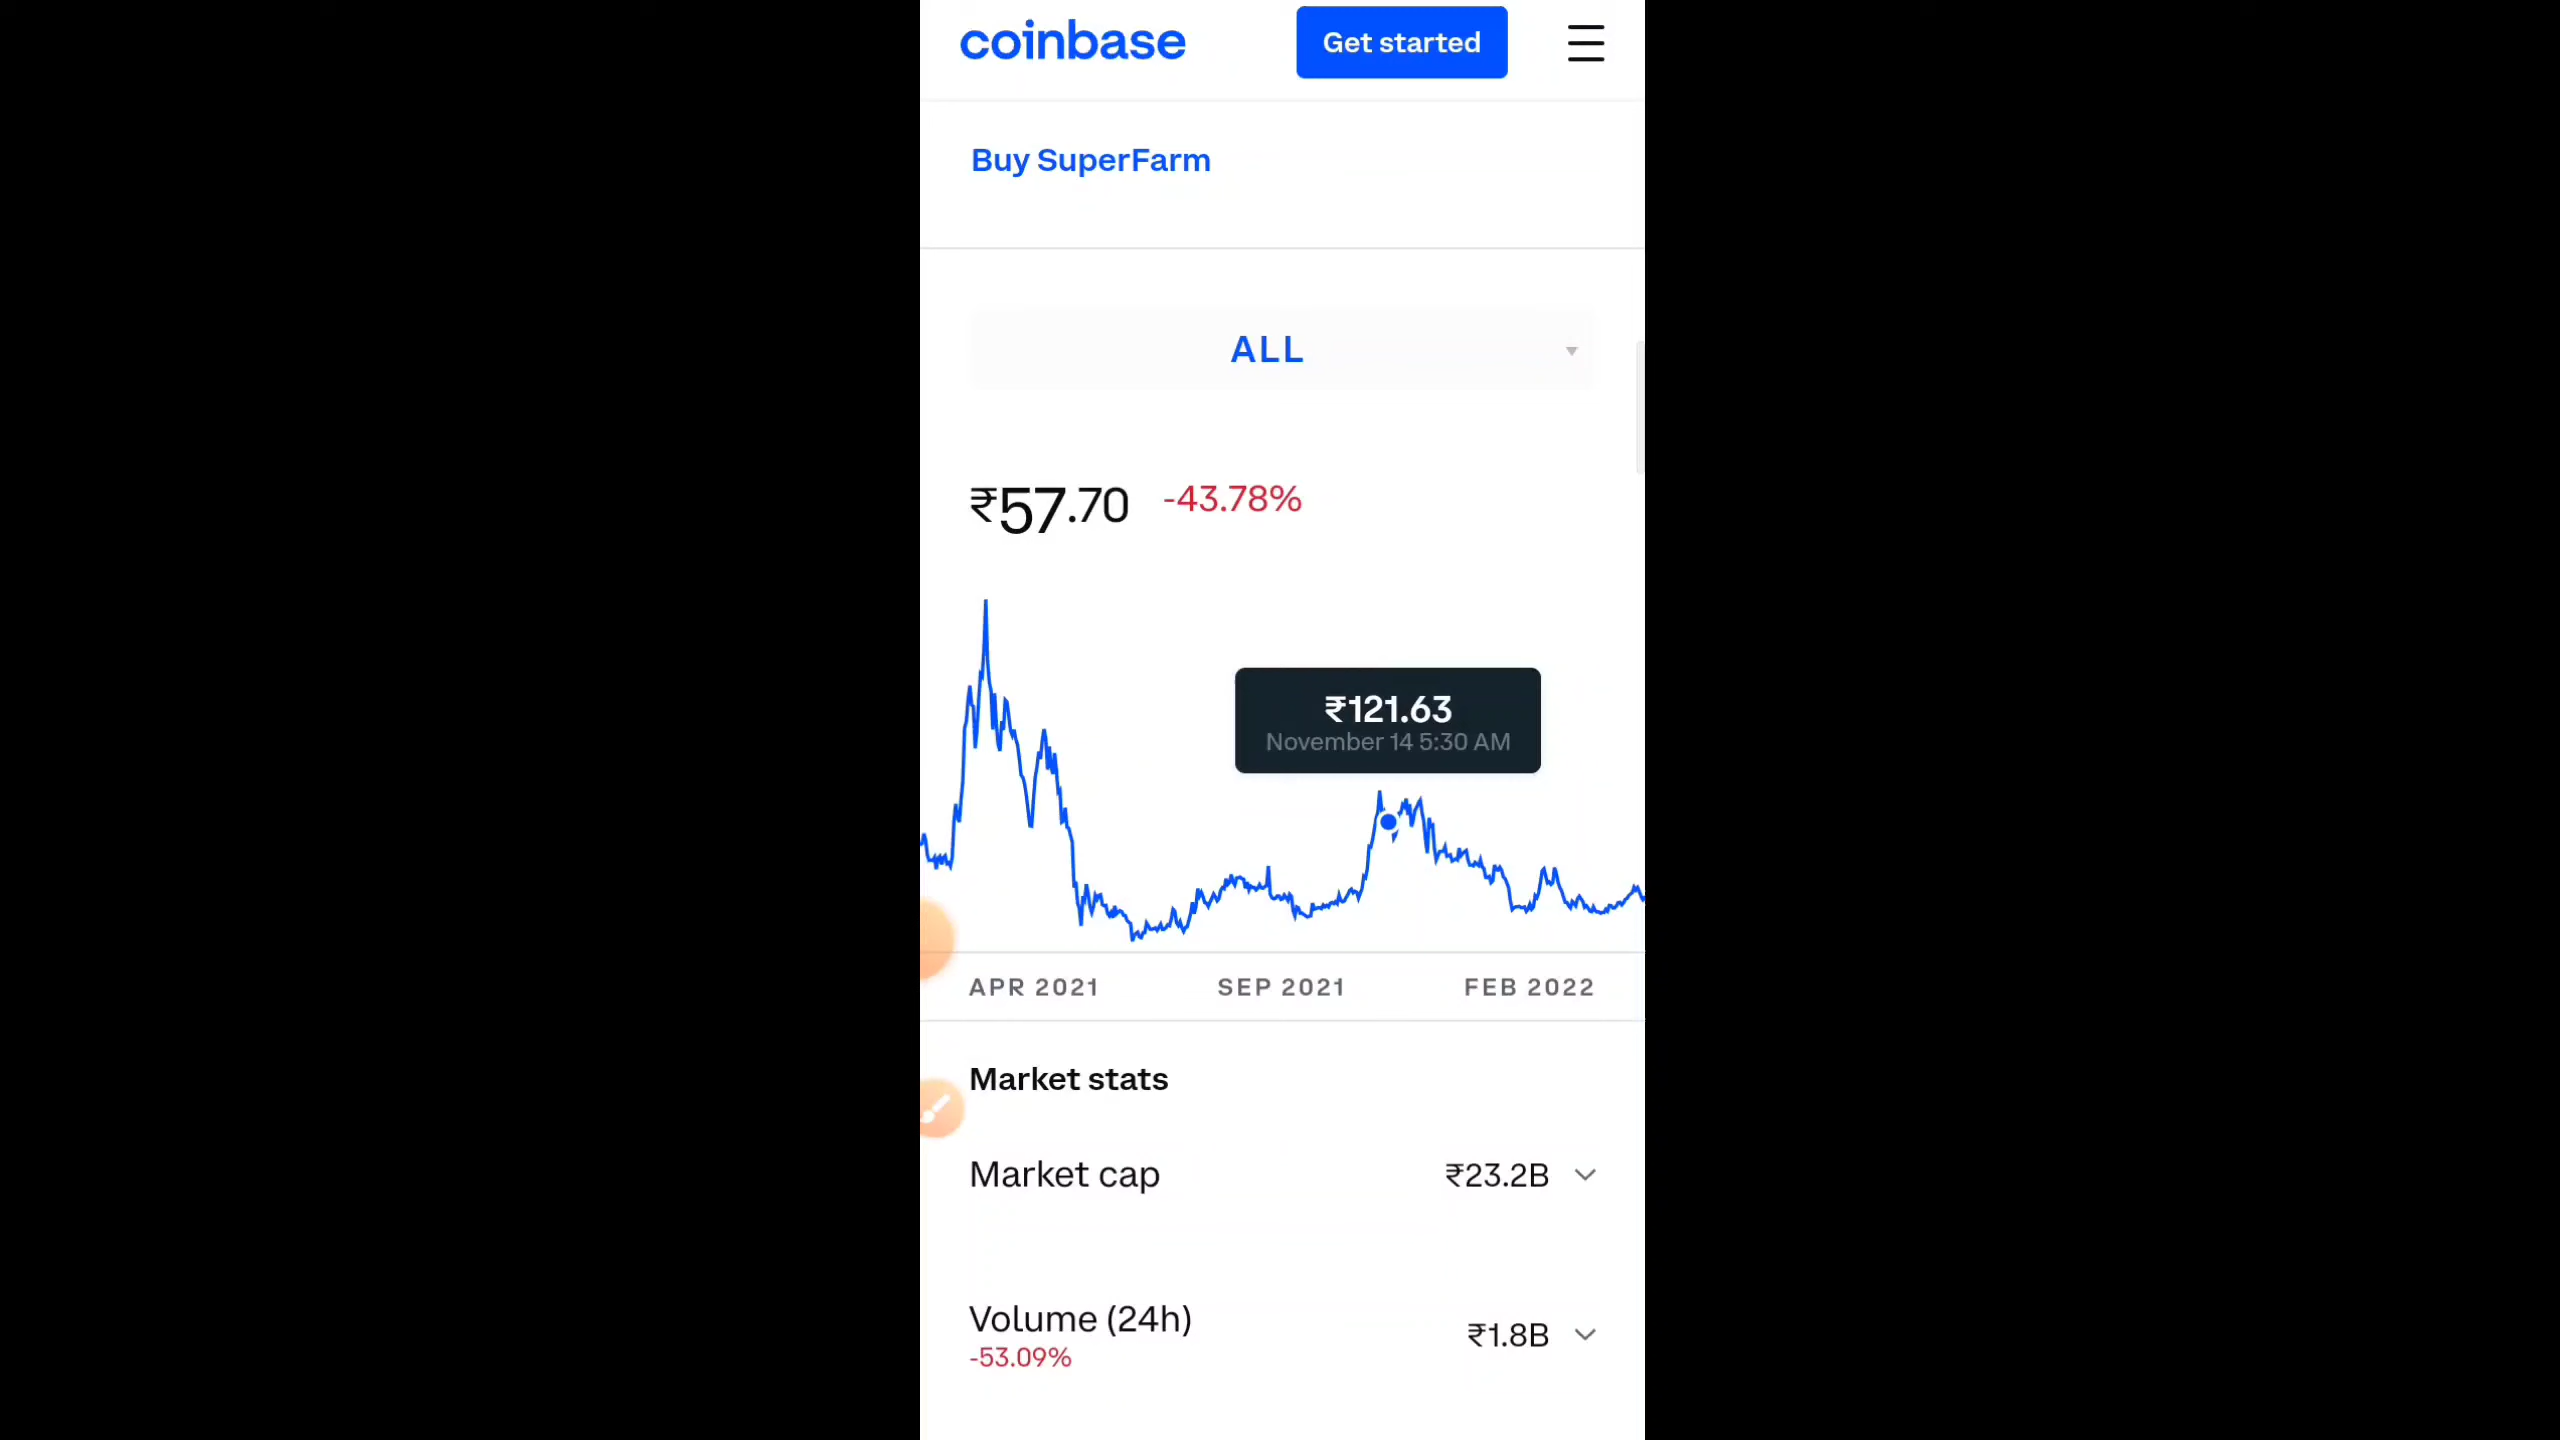 coinbase
Get started
Buy SuperFarm
ALL
₹57.70 -43.78%
₹121.63
November 14 5:30 AM
APR 2021 SEP 2021 FEB 2022
Market stats
Market cap ₹23.2B
Volume (24h) ₹1.8B
-53.09%